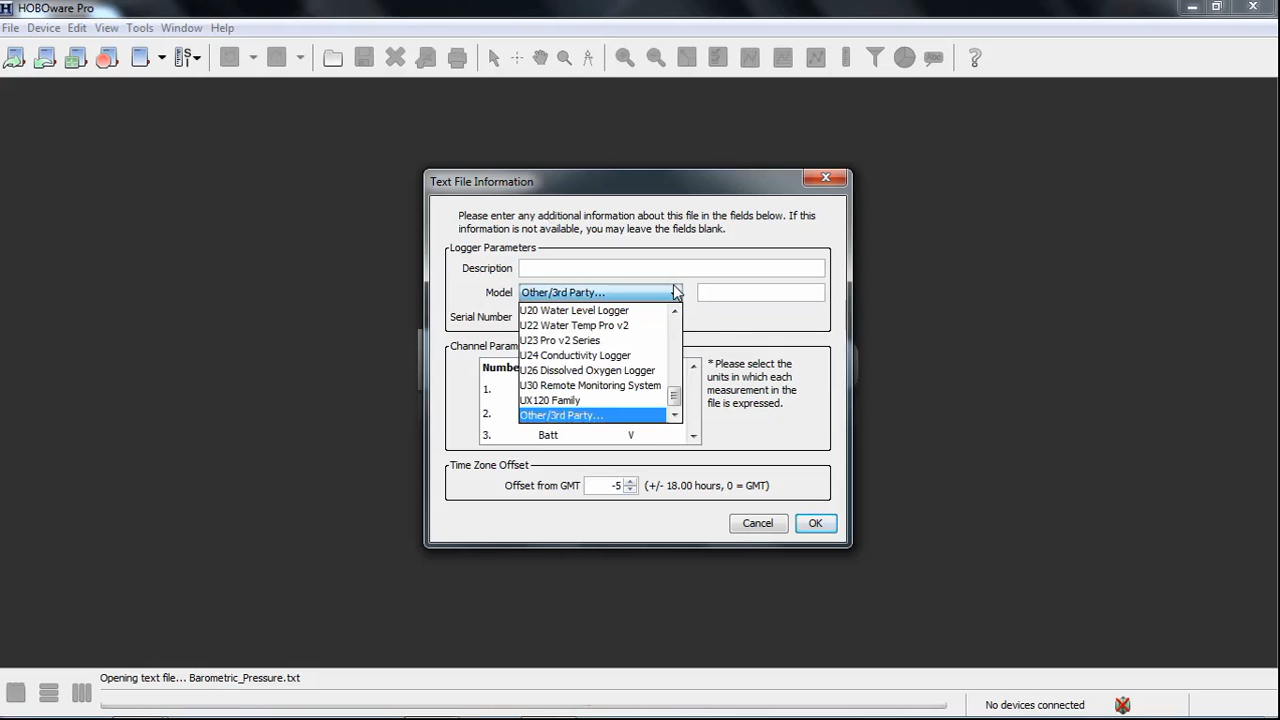 HOBOware Pro
File Device Edit View Tools Window Help
Text File Information
Please enter any additional information about this file in the fields below. If this
information is not available, you may leave the fields blank.
Logger Parameters
Description
Model Other/3rd Party...
U20 Water Level Logger
U22 Water Temp Pro v2
Serial Number
U23 Pro v2 Series
Channel Param
U24 Conductivity Logger
* Please select the
units in which each
measurement in the
file is expressed.
Numbe
U26 Dissolved Oxygen Logger
1.
U30 Remote Monitoring System
UX120 Family
2.
Other/3rd Party...
3. Batt V
Time Zone Offset
Offset from GMT -5 (+/- 18.00 hours, 0 = GMT)
Cancel OK
Opening text file... Barometric_Pressure.txt
No devices connected